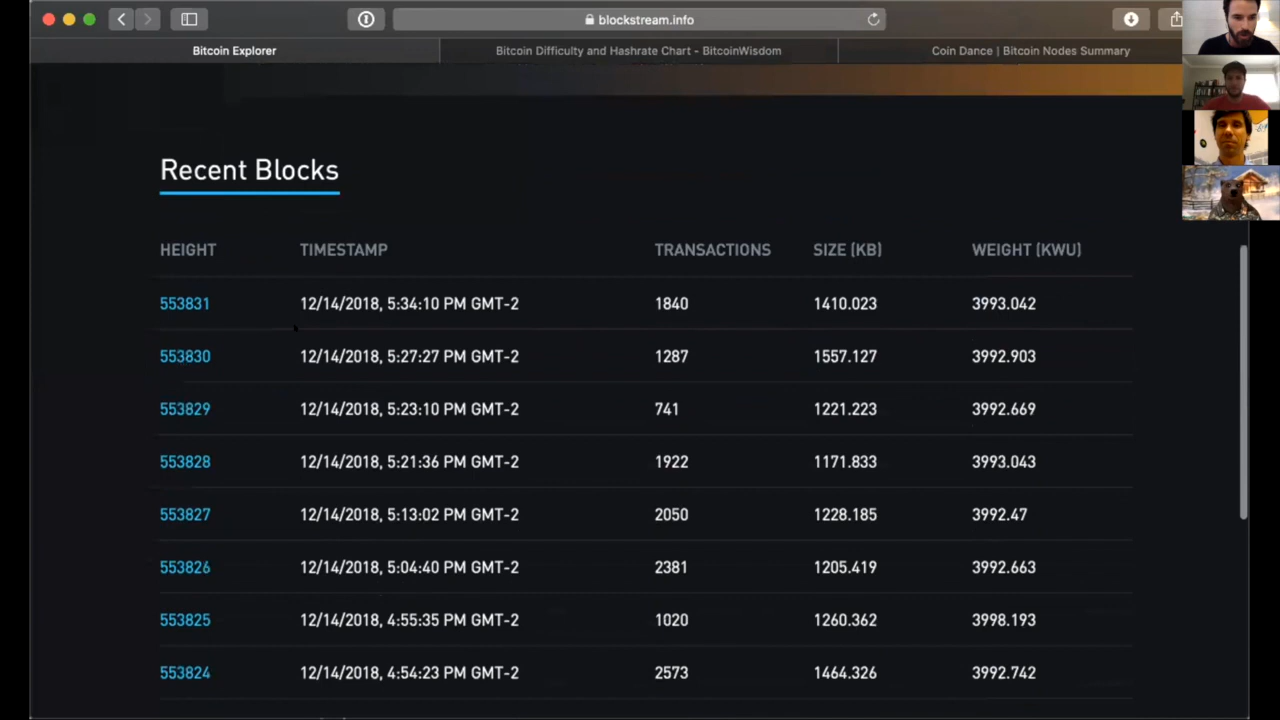 blockstream.info
Bitcoin Explorer
Bitcoin Difficulty and Hashrate Chart - BitcoinWisdom
Coin Dance | Bitcoin Nodes Summary
Recent Blocks
HEIGHT TIMESTAMP TRANSACTIONS SIZE (KB) WEIGHT (KWU)
553831 12/14/2018, 5:34:10 PM GMT-2 1840 1410.023 3993.042
553830 12/14/2018, 5:27:27 PM GMT-2 1287 1557.127 3992.903
553829 12/14/2018, 5:23:10 PM GMT-2 741 1221.223 3992.669
553828 12/14/2018, 5:21:36 PM GMT-2 1922 1171.833 3993.043
553827 12/14/2018, 5:13:02 PM GMT-2 2050 1228.185 3992.47
553826 12/14/2018, 5:04:40 PM GMT-2 2381 1205.419 3992.663
553825 12/14/2018, 4:55:35 PM GMT-2 1020 1260.362 3998.193
553824 12/14/2018, 4:54:23 PM GMT-2 2573 1464.326 3992.742